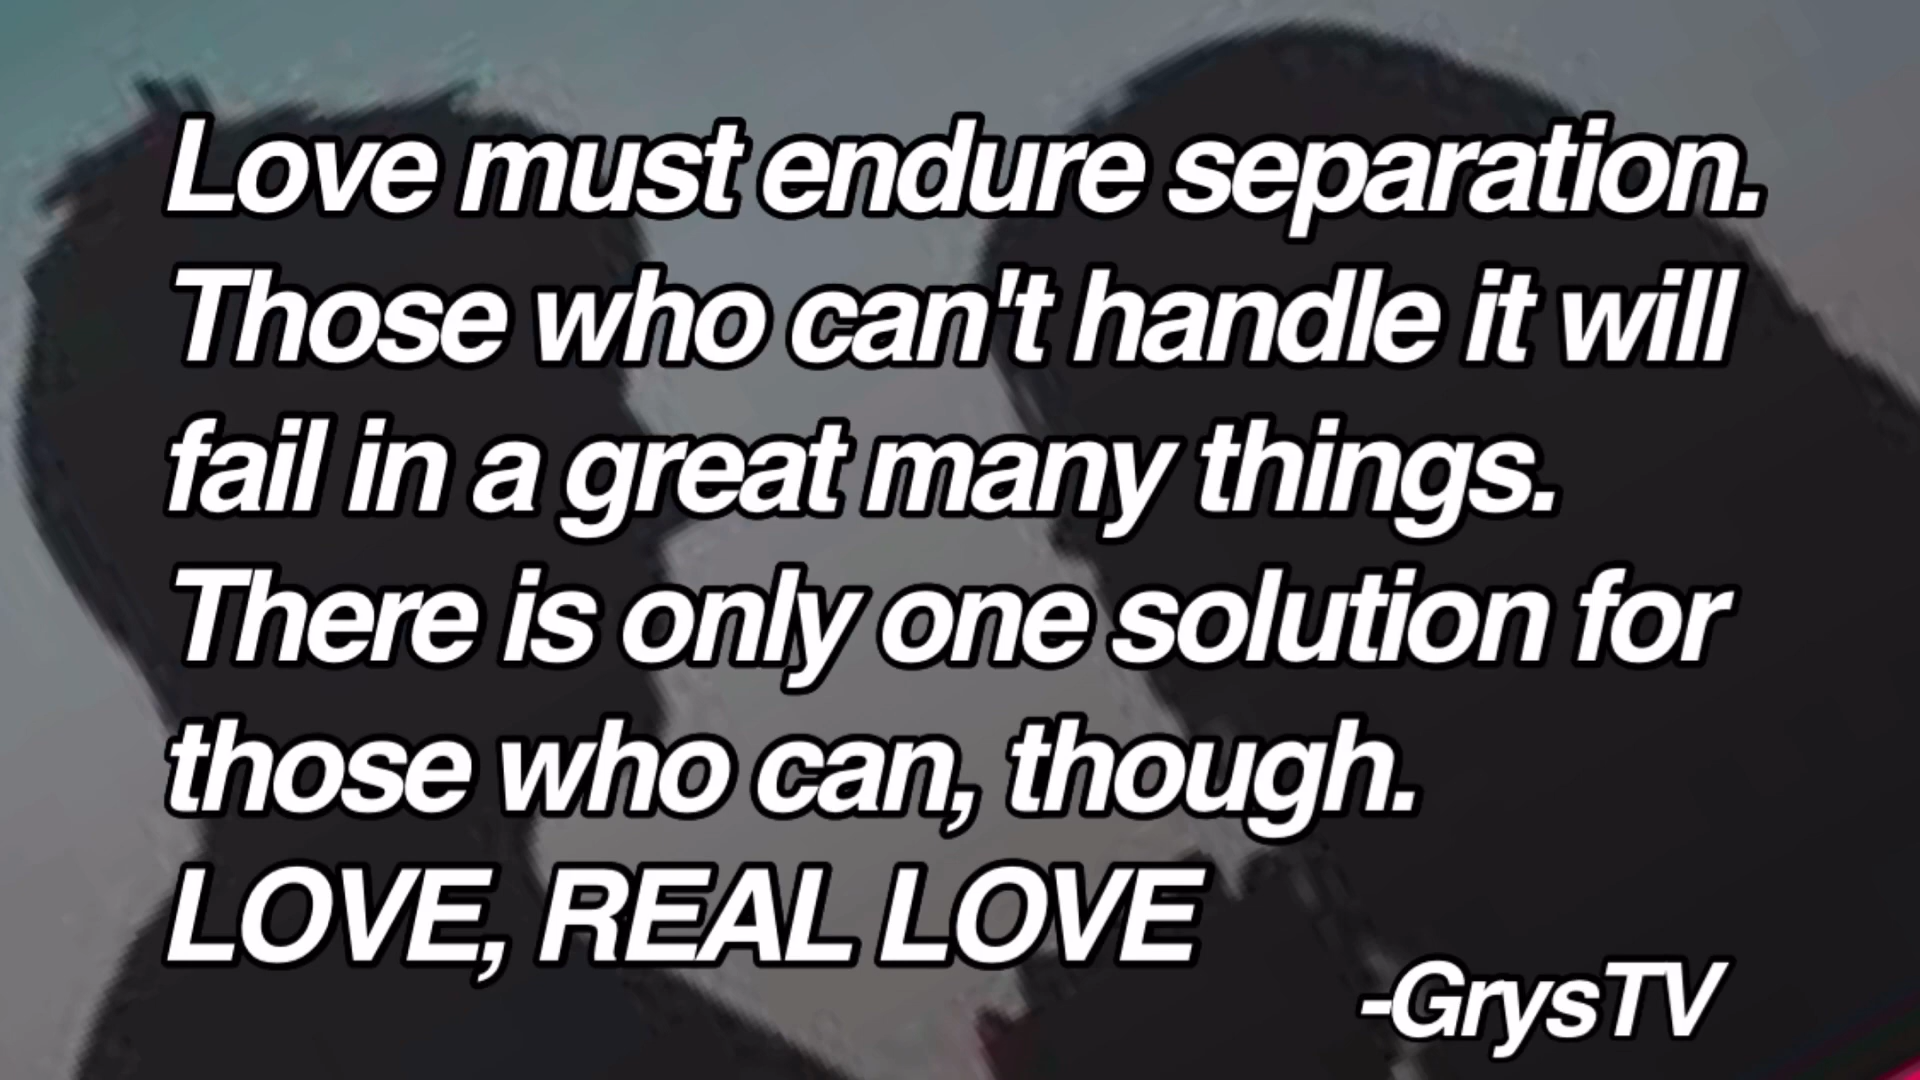 Love must endure separation.
Those who can't handle it will
fail in a great many things.
There is only one solution for
those who can, though.
LOVE, REAL LOVE
-GrysTV